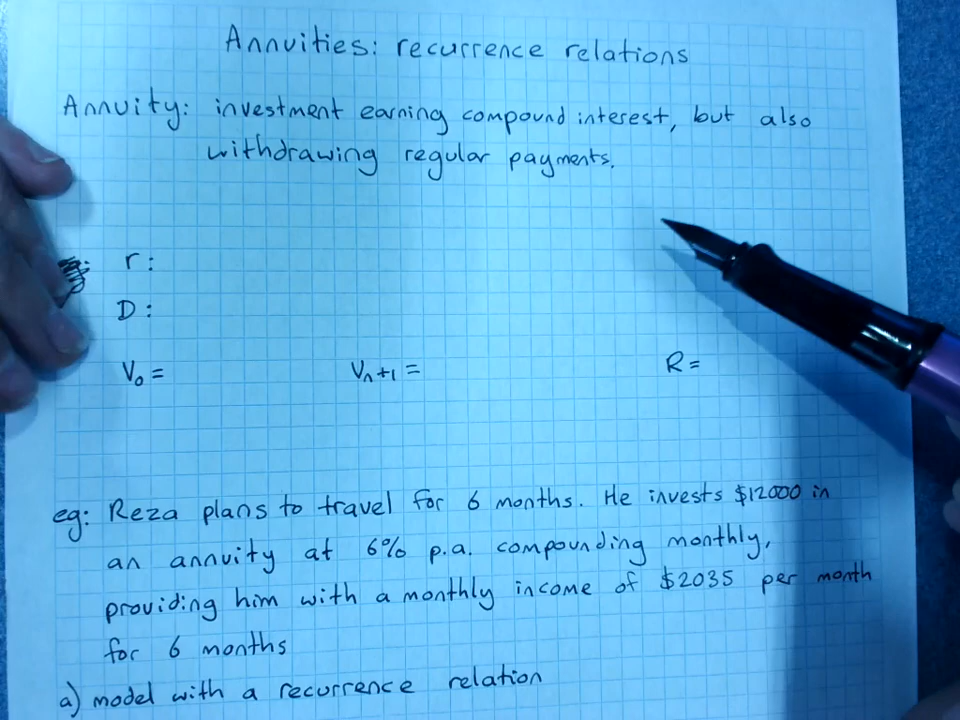 Annuities: recurrence relations
Annuity: investment earning compound interest, but also
withdrawing regular payments.
r:
D:
V₀ = Vₙ₊₁ = R =
eg: Reza plans to travel for 6 months. He invests $12000 in
an annuity at 6% p.a. compounding monthly,
providing him with a monthly income of $2035 per month
for 6 months
a) model with a recurrence relation